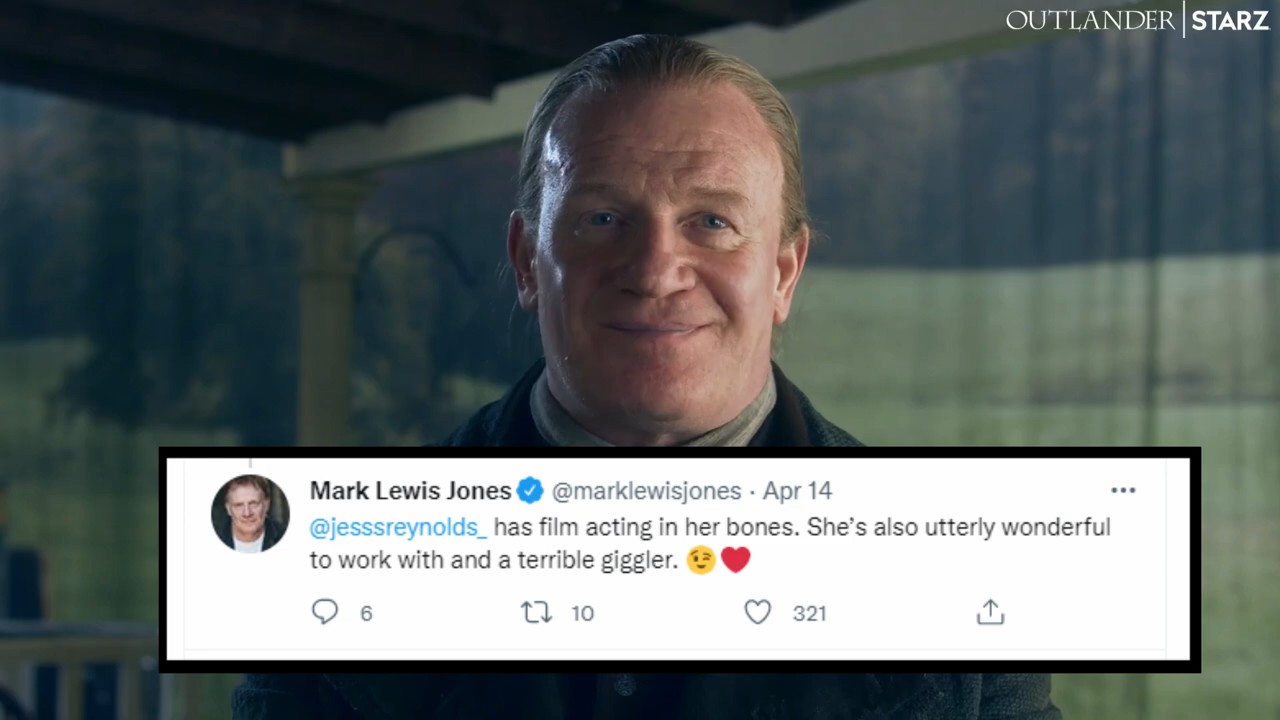 OUTLANDER | STARZ
Mark Lewis Jones @marklewisjones · Apr 14
@jesssreynolds_ has film acting in her bones. She’s also utterly wonderful
to work with and a terrible giggler. 😉❤️
6 10 321